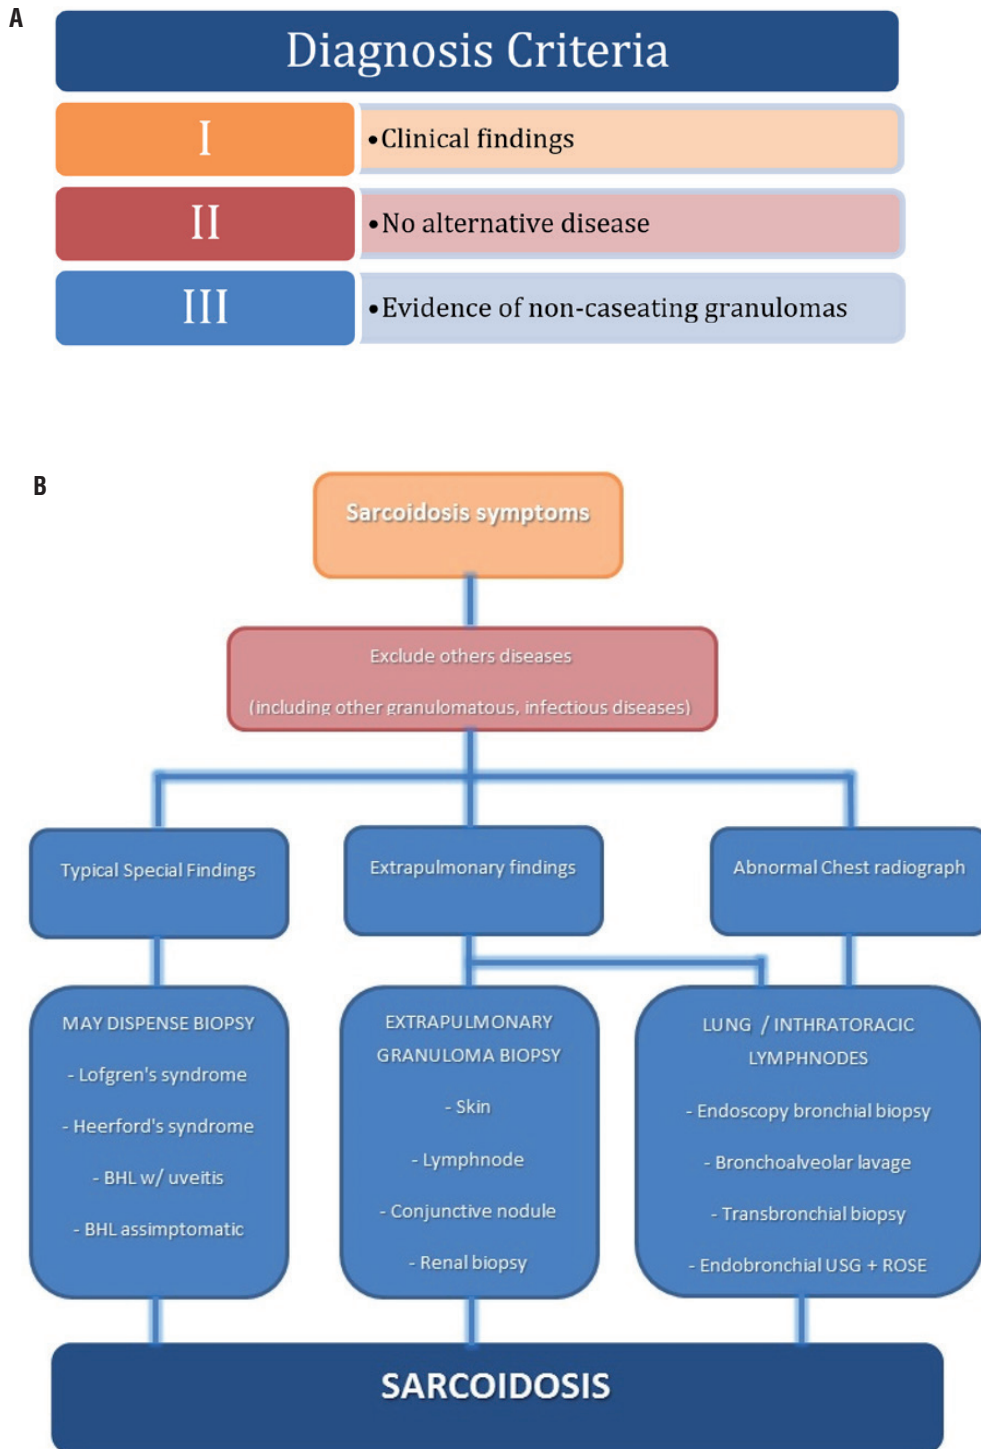 A
Diagnosis Criteria
I
•Clinical findings
II
•No alternative disease
III
•Evidence of non-caseating granulomas
B
Sarcoidosis symptoms
Exclude others diseases
(including other granulomatous, infectious diseases)
Typical Special Findings
Extrapulmonary findings
Abnormal Chest radiograph
MAY DISPENSE BIOPSY
- Lofgren's syndrome
- Heerford's syndrome
- BHL w/ uveitis
- BHL assimptomatic
EXTRAPULMONARY
GRANULOMA BIOPSY
- Skin
- Lymphnode
- Conjunctive nodule
- Renal biopsy
LUNG / INTHRATORACIC
LYMPHNODES
- Endoscopy bronchial biopsy
- Bronchoalveolar lavage
- Transbronchial biopsy
- Endobronchial USG + ROSE
SARCOIDOSIS